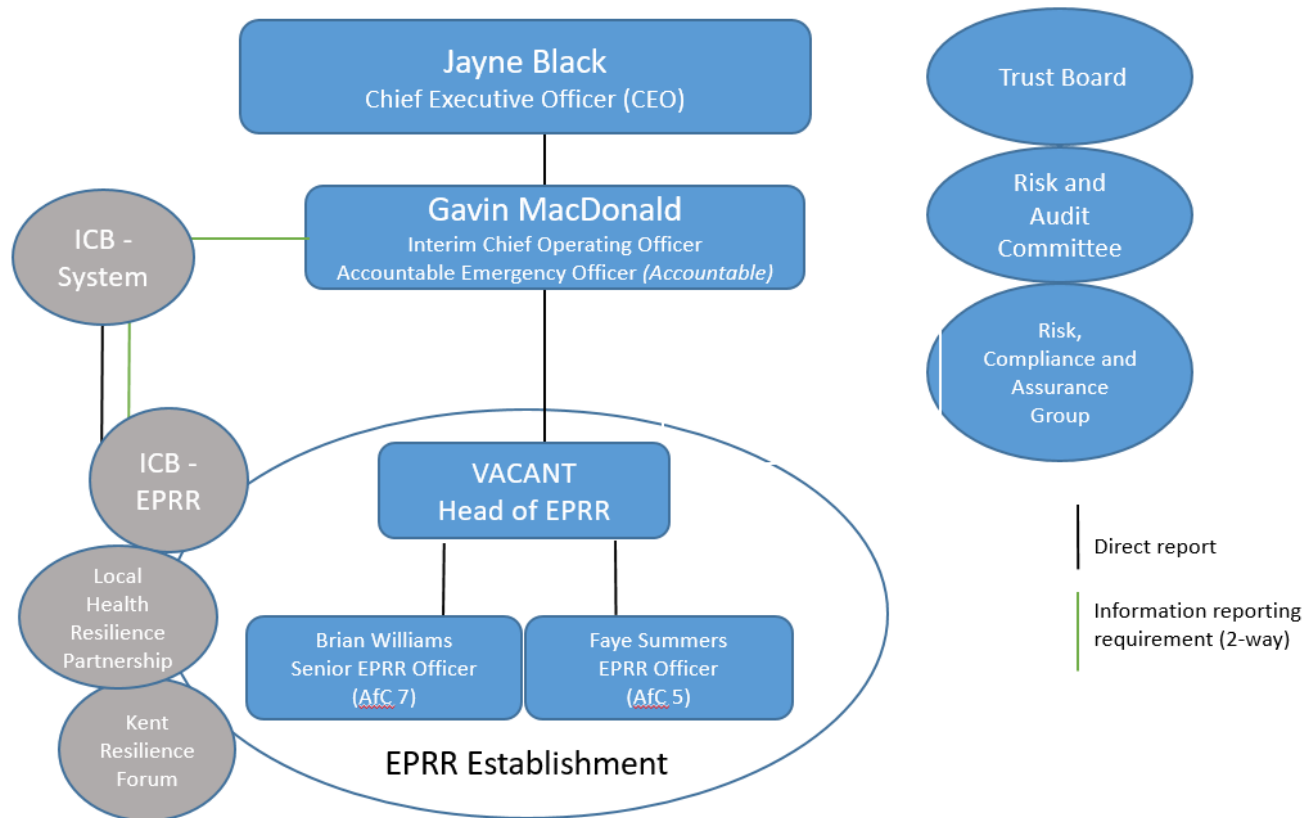 Jayne Black
Chief Executive Officer (CEO)
Gavin MacDonald
Interim Chief Operating Officer
Accountable Emergency Officer (Accountable)
ICB -
System
ICB -
EPRR
Local
Health
Resilience
Partnership
Kent
Resilience
Forum
VACANT
Head of EPRR
Brian Williams
Senior EPRR Officer
(AfC 7)
Faye Summers
EPRR Officer
(AfC 5)
EPRR Establishment
Trust Board
Risk and
Audit
Committee
Risk,
Compliance and
Assurance
Group
Direct report
Information reporting
requirement (2-way)